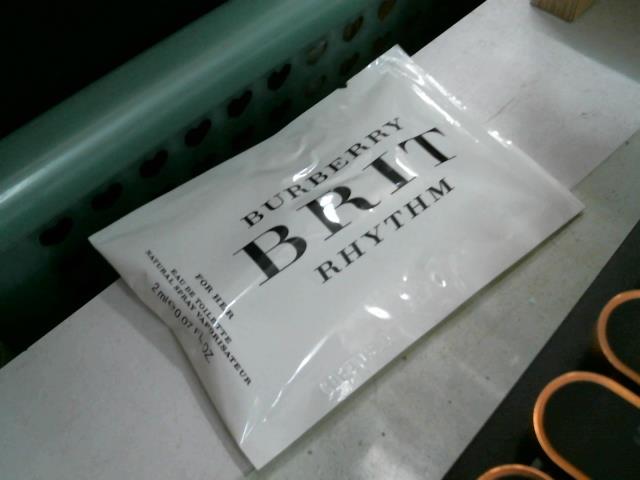 BURBERRY
BRIT
RHYTHM
FOR HER
EAU DE TOILETTE
NATURAL SPRAY VAPORISATEUR
2 ml ℮ 0.07 FL.OZ